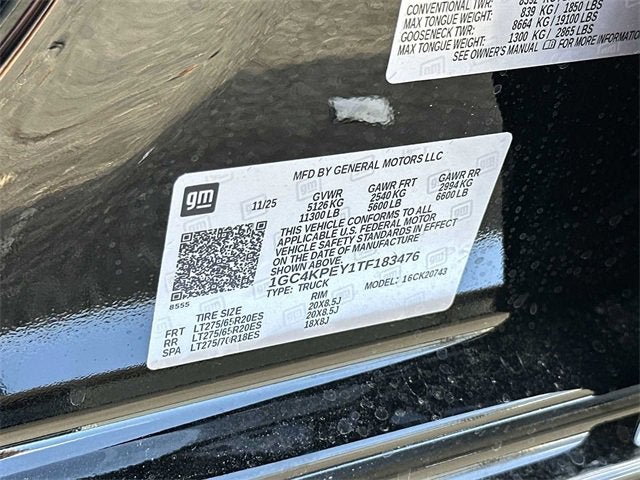 CONVENTIONAL TWR: 8392 KG / 18500 LBS
MAX TONGUE WEIGHT: 839 KG / 1850 LBS
GOOSENECK TWR: 8664 KG / 19100 LBS
MAX TONGUE WEIGHT: 1300 KG / 2865 LBS
SEE OWNER'S MANUAL FOR MORE INFORMATION
MFD BY GENERAL MOTORS LLC
gm
11/25 GVWR GAWR FRT GAWR RR
5126 KG 2540 KG 2994 KG
11300 LB 5600 LB 6600 LB
THIS VEHICLE CONFORMS TO ALL
APPLICABLE U.S. FEDERAL MOTOR
VEHICLE SAFETY STANDARDS IN EFFECT
ON THE DATE OF MANUFACTURE
SHOWN ABOVE.
1GC4KPEY1TF183476
TYPE: TRUCK MODEL: 16CK20743
8555
TIRE SIZE RIM
FRT LT275/65R20ES 20X8.5J
RR LT275/65R20ES 20X8.5J
SPA LT275/70R18ES 18X8J